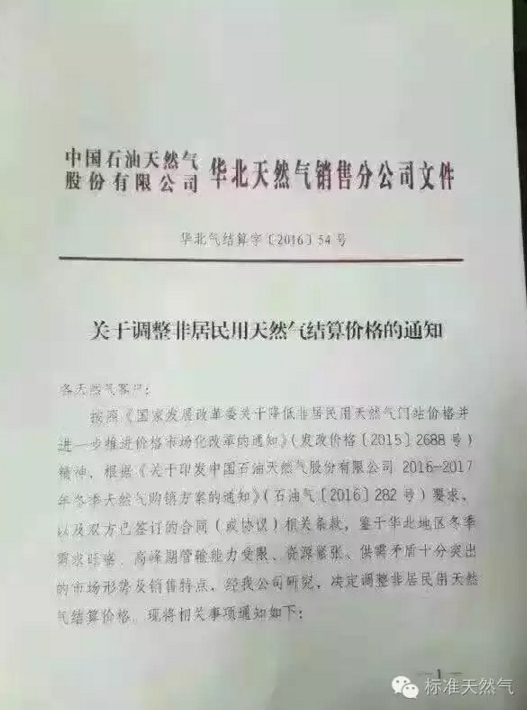 中国石油天然气
股份有限公司 华北天然气销售分公司文件
华北气结算字〔2016〕54号
关于调整非居民用天然气结算价格的通知
各天然气客户：
按照《国家发展改革委关于降低非居民用天然气门站价格并
进一步推进价格市场化改革的通知》（发改价格〔2015〕2688号）
精神，根据《关于印发中国石油天然气股份有限公司2016-2017
年冬季天然气购销方案的通知》（石油气〔2016〕282号）要求，
以及双方已签订的合同（或协议）相关条款，鉴于华北地区冬季
需求旺盛、高峰期管输能力受限、资源紧张、供需矛盾十分突出
的市场形势及销售特点，经我公司研究，决定调整非居民用天然
气结算价格。现将相关事项通知如下：
—1—
标准天然气